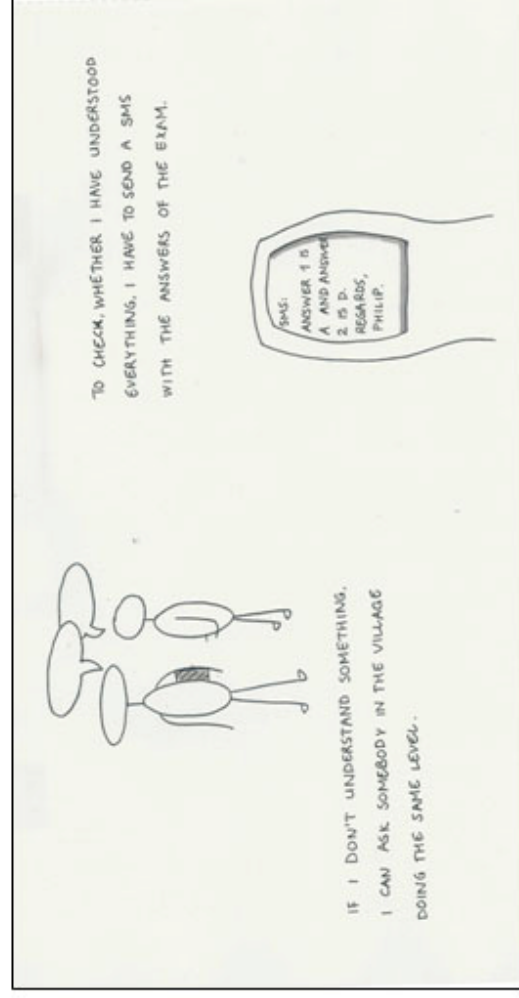 IF I DON'T UNDERSTAND SOMETHING,
I CAN ASK SOMEBODY IN THE VILLAGE
DOING THE SAME LEVEL.
TO CHECK, WHETHER I HAVE UNDERSTOOD
EVERYTHING, I HAVE TO SEND A SMS
WITH THE ANSWERS OF THE EXAM.
SMS:
ANSWER 1 IS
A AND ANSWER
2 IS D.
REGARDS,
PHILIP.